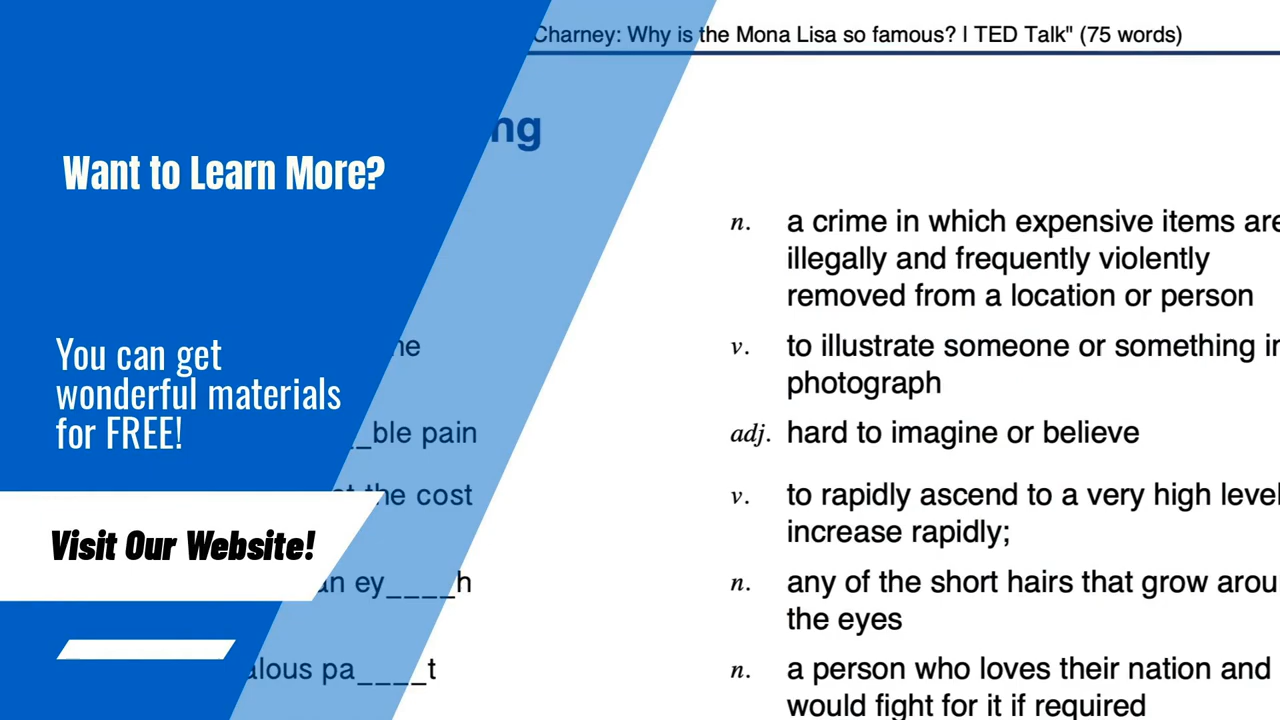 Charney: Why is the Mona Lisa so famous? | TED Talk" (75 words)
ng
Want to Learn More?
You can get
wonderful materials
for FREE!
Visit Our Website!
ne
_ble pain
the cost
an ey____h
alous pa____t
n. a crime in which expensive items are
illegally and frequently violently
removed from a location or person
v. to illustrate someone or something in
photograph
adj. hard to imagine or believe
v. to rapidly ascend to a very high level
increase rapidly;
n. any of the short hairs that grow arou
the eyes
n. a person who loves their nation and
would fight for it if required